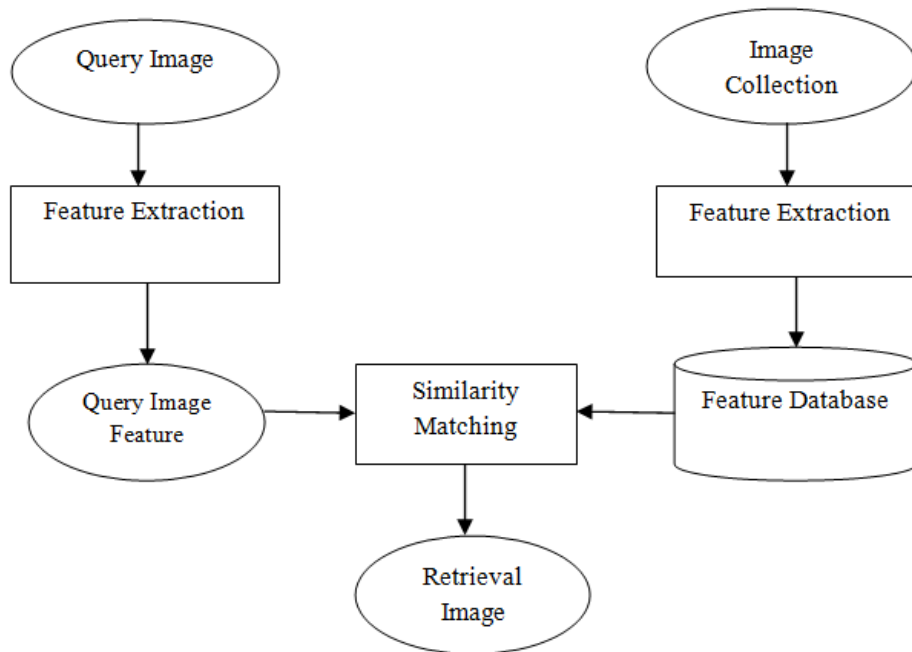 Query Image
Image
Collection
Feature Extraction
Feature Extraction
Query Image
Feature
Similarity
Matching
Feature Database
Retrieval
Image